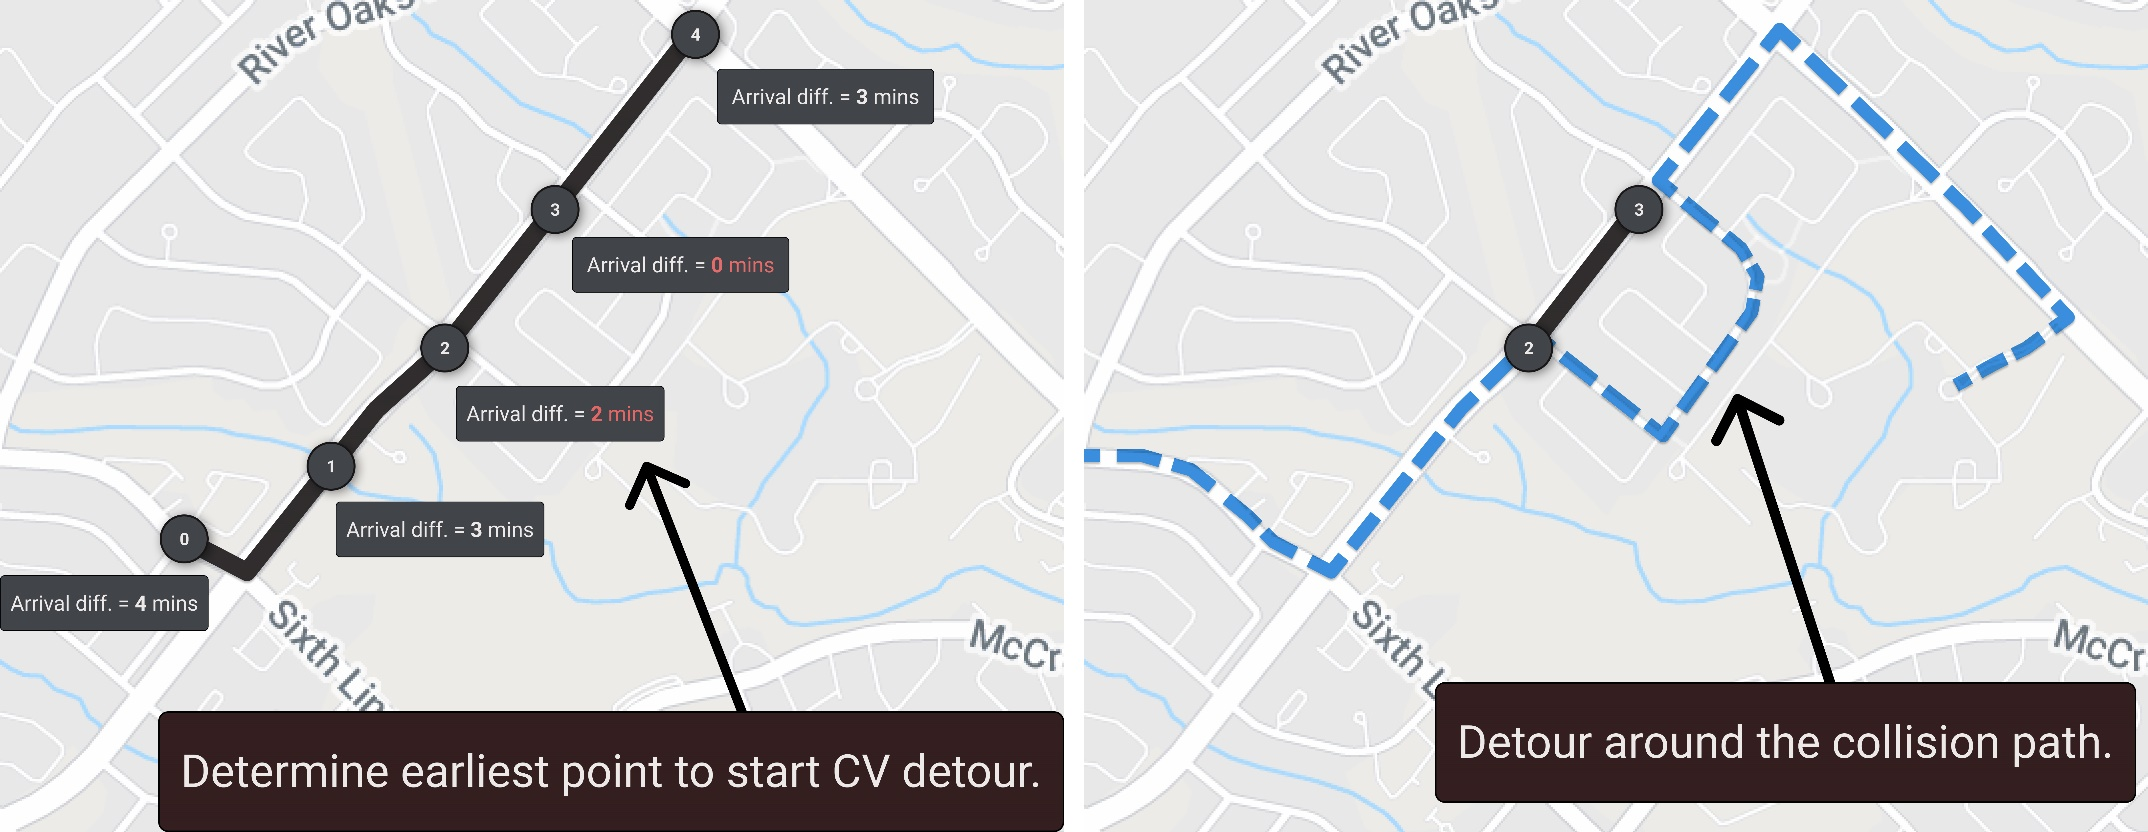 River Oaks
4
Arrival diff. = 3 mins
3
Arrival diff. = 0 mins
2
Arrival diff. = 2 mins
1
Arrival diff. = 3 mins
0
Arrival diff. = 4 mins
Sixth Lin
McCr
Determine earliest point to start CV detour.
River Oaks
3
2
Sixth L
McCr
Detour around the collision path.